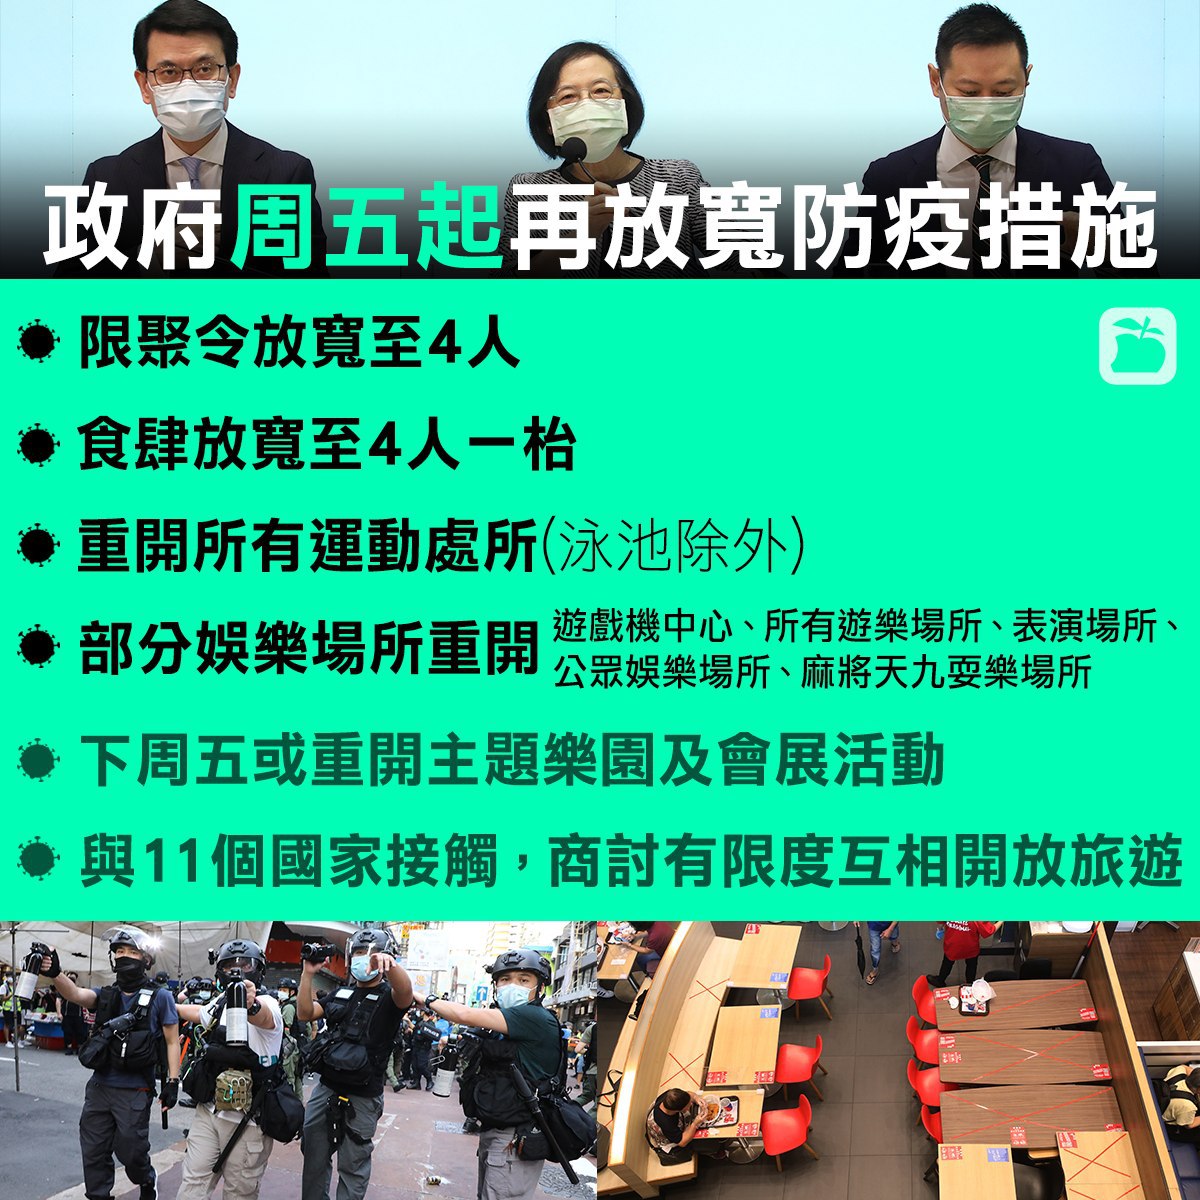 政府周五起再放寬防疫措施
限聚令放寬至4人
食肆放寬至4人一枱
重開所有運動處所(泳池除外)
部分娛樂場所重開 遊戲機中心、所有遊樂場所、表演場所、
公眾娛樂場所、麻將天九耍樂場所
下周五或重開主題樂園及會展活動
與11個國家接觸，商討有限度互相開放旅遊